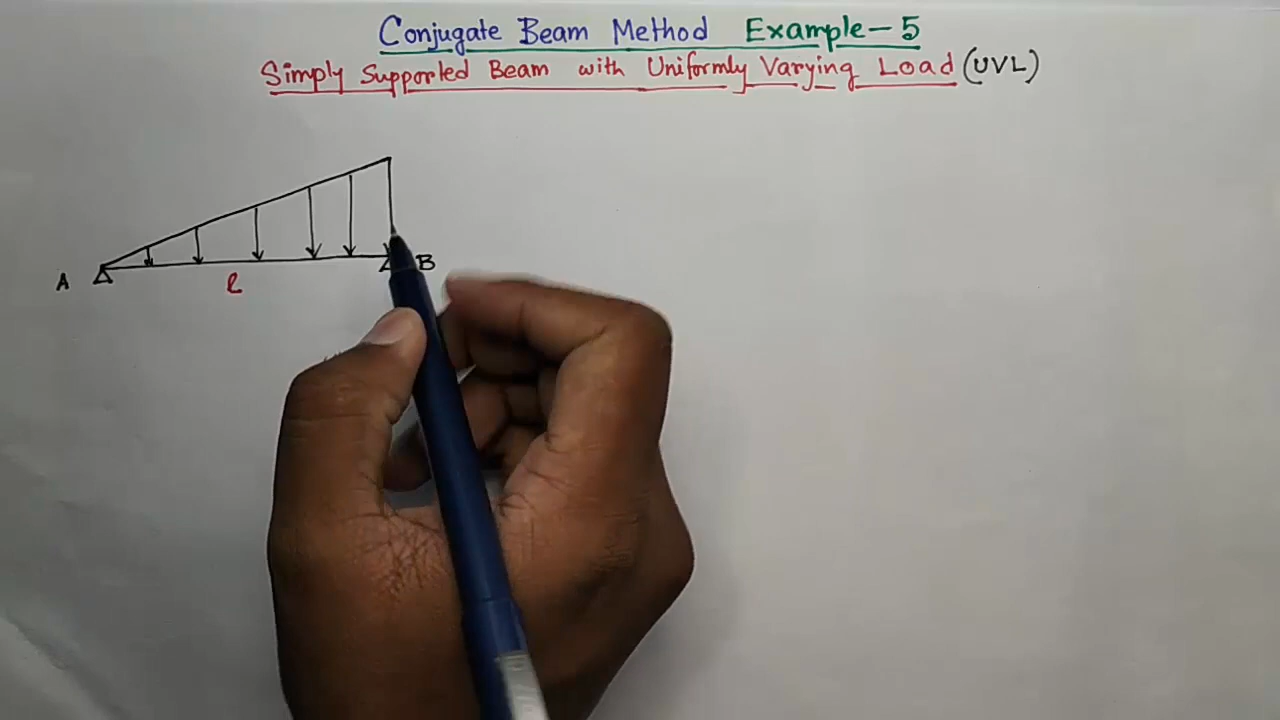 Conjugate Beam Method Example-5
Simply Supported Beam with Uniformly Varying Load (UVL)
A l B